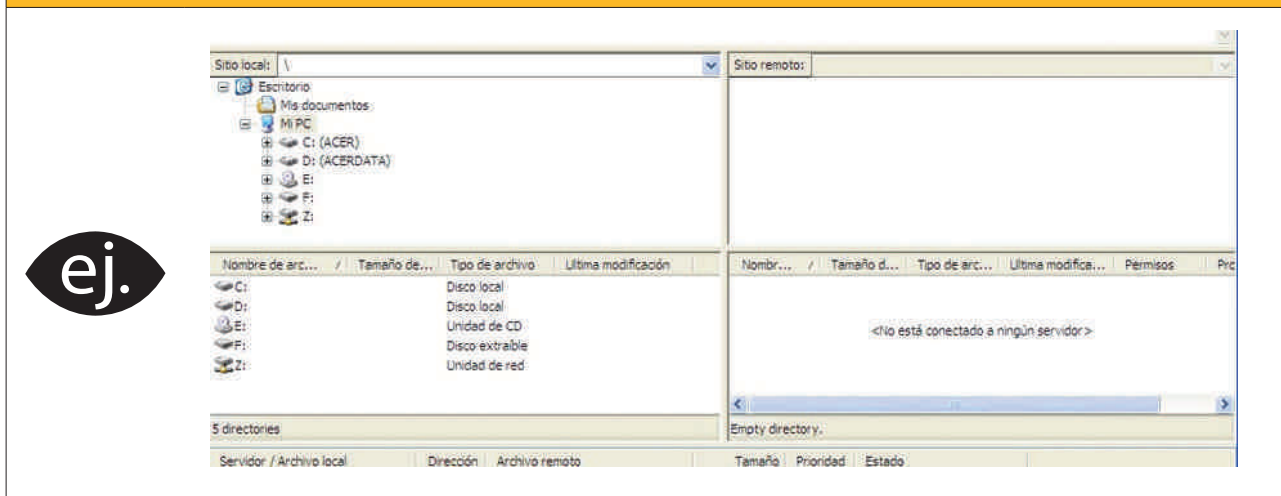 ej.
Sitio local: \
Escritorio
Mis documentos
Mi PC
C: (ACER)
D: (ACERDATA)
E:
F:
Z:
Sitio remoto:
Nombre de arc... / Tamaño de... Tipo de archivo Ultima modificación
C: Disco local
D: Disco local
E: Unidad de CD
F: Disco extraíble
Z: Unidad de red
5 directories
Nombr... / Tamaño d... Tipo de arc... Ultima modifica... Permisos Pro
<No está conectado a ningún servidor>
Empty directory.
Servidor / Archivo local Dirección Archivo remoto Tamaño Prioridad Estado